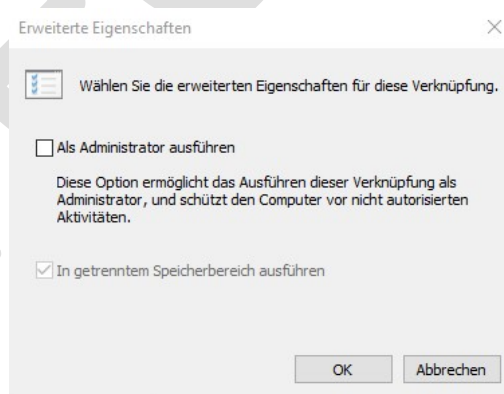 Erweiterte Eigenschaften
Wählen Sie die erweiterten Eigenschaften für diese Verknüpfung.
Als Administrator ausführen
Diese Option ermöglicht das Ausführen dieser Verknüpfung als
Administrator, und schützt den Computer vor nicht autorisierten
Aktivitäten.
In getrenntem Speicherbereich ausführen
OK Abbrechen